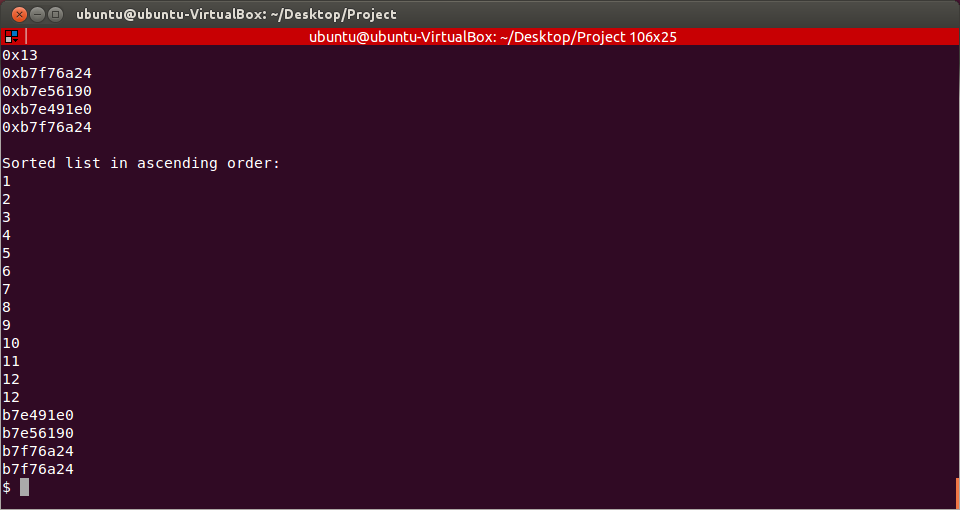 ubuntu@ubuntu-VirtualBox: ~/Desktop/Project
ubuntu@ubuntu-VirtualBox: ~/Desktop/Project 106x25
0x13
0xb7f76a24
0xb7e56190
0xb7e491e0
0xb7f76a24
Sorted list in ascending order:
1
2
3
4
5
6
7
8
9
10
11
12
12
b7e491e0
b7e56190
b7f76a24
b7f76a24
$